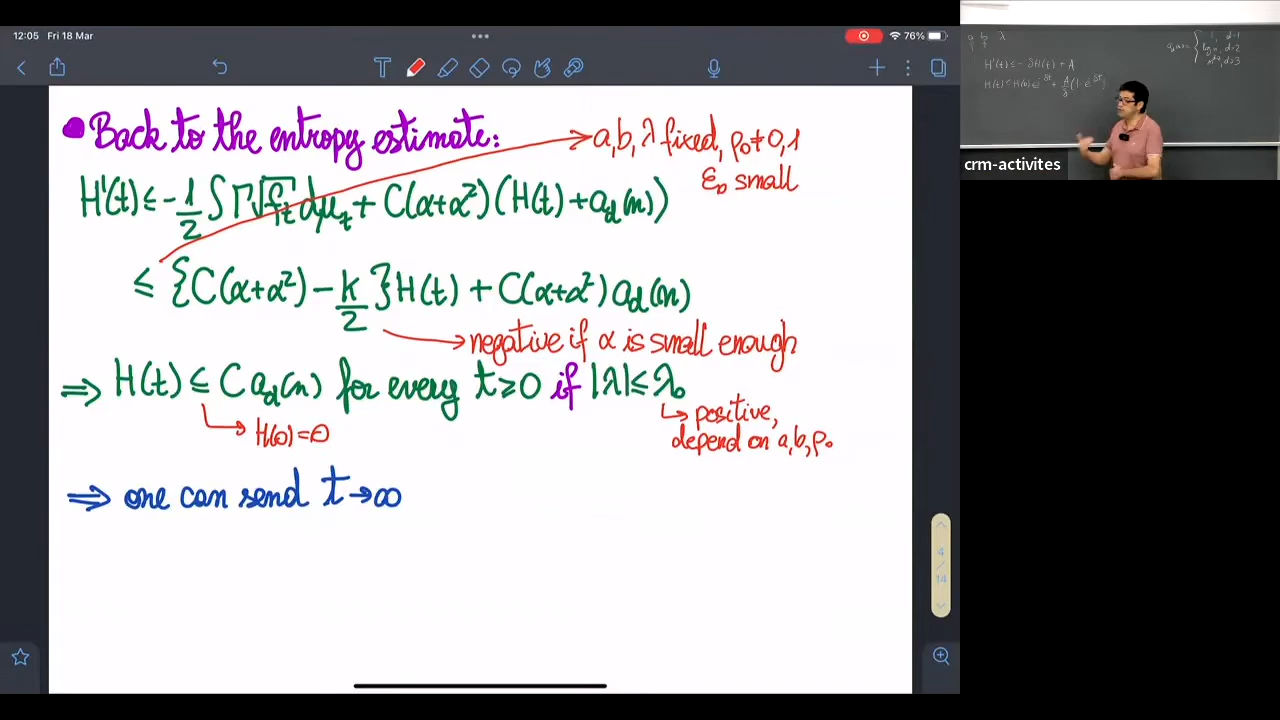 12:05 Fri 18 Mar
76%
Back to the entropy estimate:
→ a, b, λ fixed, ρ₀ ≠ 0, 1
ε₀ small
H'(t) ≤ -1/2 ∫Γ√f_t dμ_t + C(α+α²)(H(t) + a_d(n))
≤ {C(α+α²) - K/2} H(t) + C(α+α²) a_d(n)
→ negative if α is small enough
⇒ H(t) ≤ C a_d(n) for every t ≥ 0 if |λ| ≤ λ₀
→ H(0) = 0
↳ positive,
depend on a, b, ρ₀
⇒ one can send t → ∞
14
a b λ
H'(t) ≤ -δH(t) + A
crm-activites